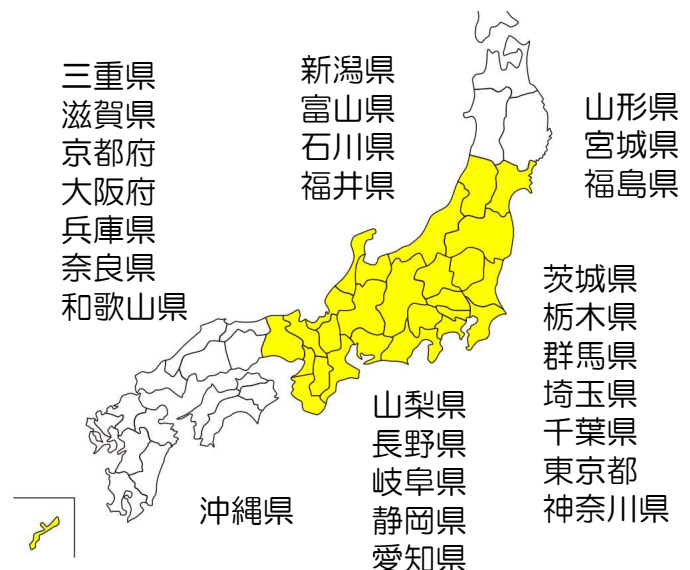 三重県
滋賀県
京都府
大阪府
兵庫県
奈良県
和歌山県
新潟県
富山県
石川県
福井県
山形県
宮城県
福島県
茨城県
栃木県
群馬県
埼玉県
千葉県
東京都
神奈川県
山梨県
長野県
岐阜県
静岡県
愛知県
沖縄県